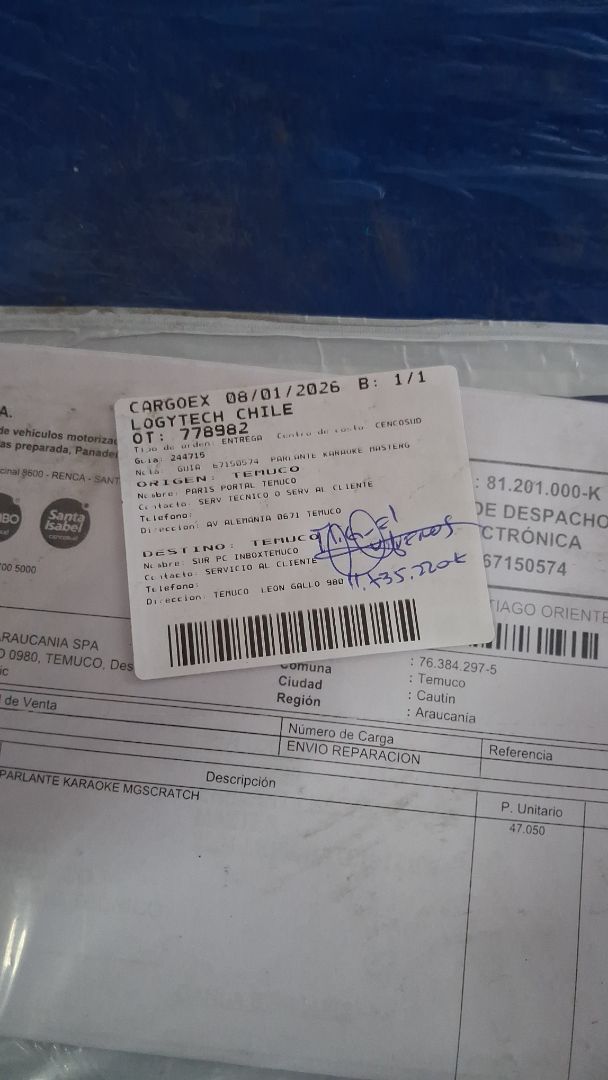 CARGOEX 08/01/2026 B: 1/1
LOGYTECH CHILE
OT: 778982
Tipo de orden: ENTREGA Centro de costo: CENCOSUD
Guia: 244715
Nota: GUIA 67150574 PARLANTE KARAOKE MASTERG
ORIGEN: TEMUCO
Nombre: PARIS PORTAL TEMUCO
Contacto: SERV TECNICO O SERV AL CLIENTE
Telefono:
Direccion: AV ALEMANIA 0671 TEMUCO
DESTINO: TEMUCO
Nombre: SUR PC INBOXTEMUCO
Contacto: SERVICIO AL CLIENTE
Telefono:
Direccion: TEMUCO LEON GALLO 980
A.
de vehículos motoriza
as preparada, Panade
8600 - RENCA - SANT
Santa
Isabel
cencosud
00 5000
: 81.201.000-K
DE DESPACHO
CTRÓNICA
67150574
TIAGO ORIENTE
ARAUCANIA SPA
O 0980, TEMUCO, Des
ic
: 76.384.297-5
Comuna : Temuco
Ciudad : Cautin
Región : Araucanía
de Venta
Número de Carga
Referencia
ENVIO REPARACION
Descripción
P. Unitario
PARLANTE KARAOKE MGSCRATCH
47.050